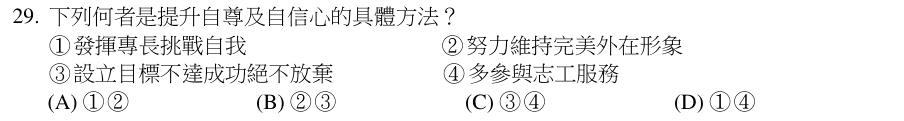 29. 下列何者是提升自尊及自信心的具體方法？
①發揮專長挑戰自我 ②努力維持完美外在形象
③設立目標不達成功絕不放棄 ④多參與志工服務
(A) ①② (B) ②③ (C) ③④ (D) ①④